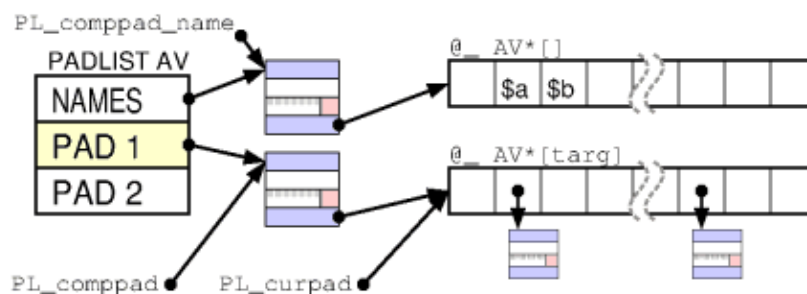 PL_comppad_name
PADLIST AV
@_ AV*[]
NAMES
$a $b
PAD 1
@_ AV*[targ]
PAD 2
PL_comppad
PL_curpad